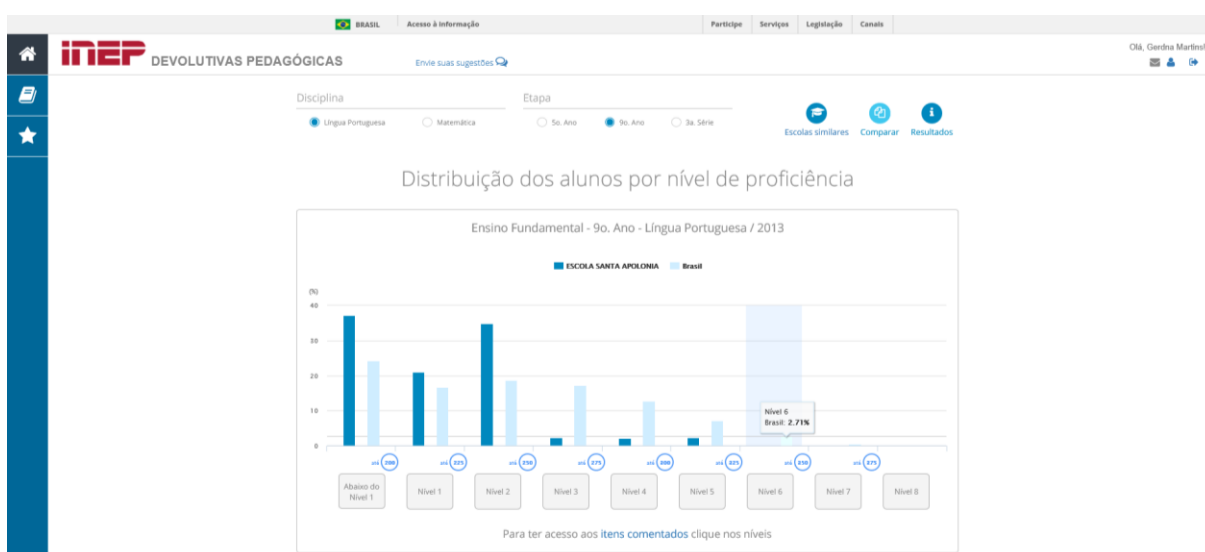 BRASIL Acesso à informação Participe Serviços Legislação Canais
inep DEVOLUTIVAS PEDAGÓGICAS Envie suas sugestões
Olá, Gerdna Martins!
Disciplina Etapa
Língua Portuguesa Matemática 5o. Ano 9o. Ano 3a. Série
Escolas similares Comparar Resultados
Distribuição dos alunos por nível de proficiência
Ensino Fundamental - 9o. Ano - Língua Portuguesa / 2013
ESCOLA SANTA APOLONIA Brasil
(%)
40
30
20
10
0
Nível 6
Brasil: 2.71%
até 200 até 225 até 250 até 275 até 300 até 325 até 350 até 375
Abaixo do
Nível 1
Nível 1 Nível 2 Nível 3 Nível 4 Nível 5 Nível 6 Nível 7 Nível 8
Para ter acesso aos itens comentados clique nos níveis